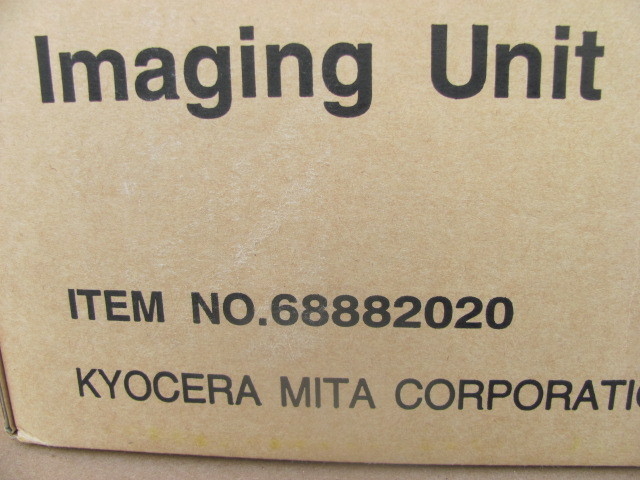 Imaging Unit
ITEM NO.68882020
KYOCERA MITA CORPORATI